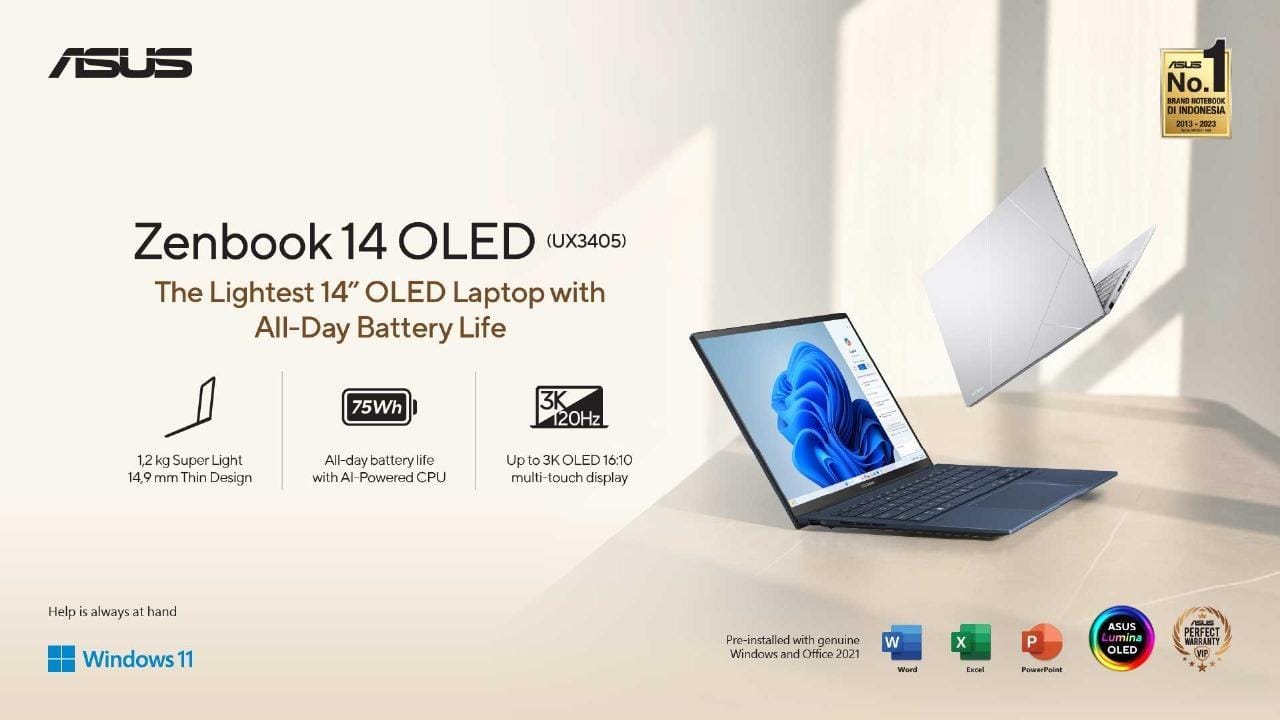 ASUS
ASUS
No.1
BRAND NOTEBOOK
DI INDONESIA
2013 - 2023
Zenbook 14 OLED (UX3405)
The Lightest 14" OLED Laptop with
All-Day Battery Life
75Wh
3K
120Hz
1,2 kg Super Light
14,9 mm Thin Design
All-day battery life
with AI-Powered CPU
Up to 3K OLED 16:10
multi-touch display
Help is always at hand
Windows 11
Pre-installed with genuine
Windows and Office 2021
W
Word
X
Excel
P
PowerPoint
ASUS
Lumina
OLED
ASUS
PERFECT
WARRANTY
VIP